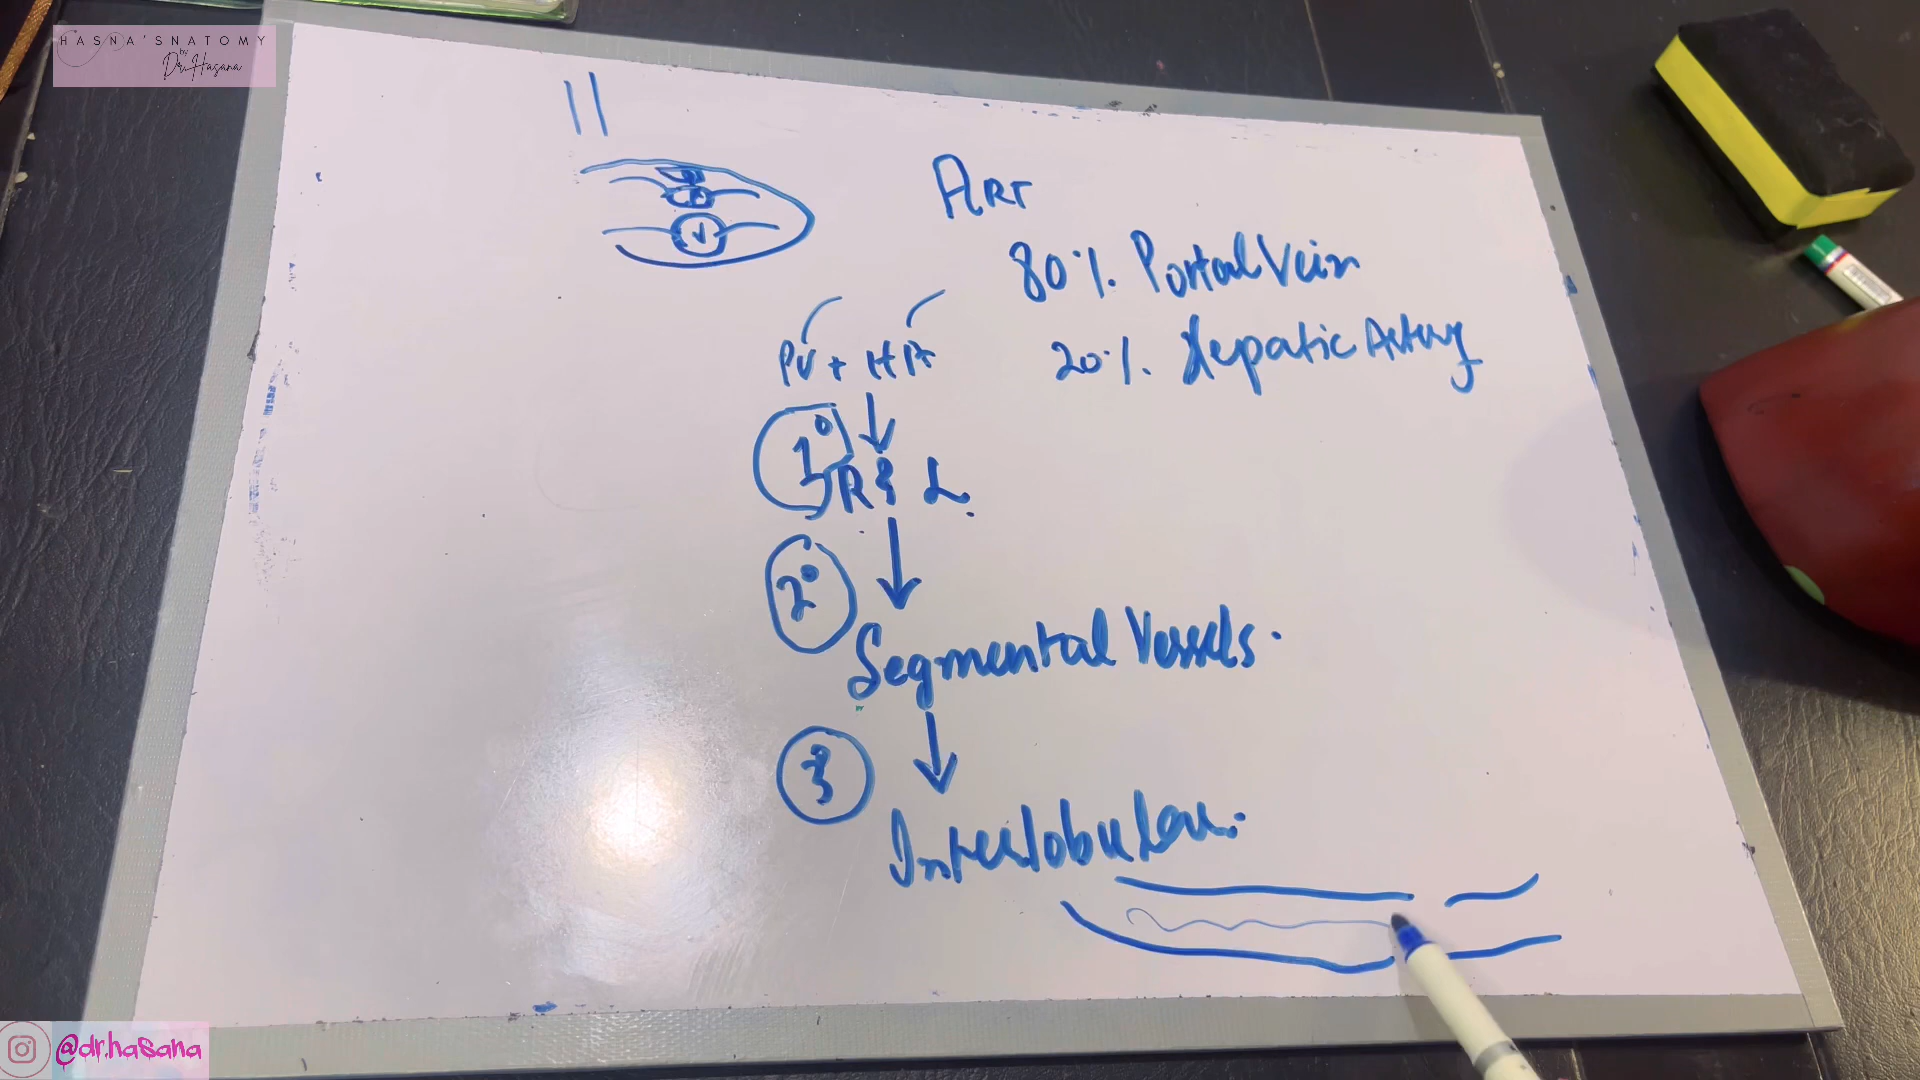 HASNA'SNATOMY
by
Dr.Hasana
V
ART
80% Portal Vein
20% Hepatic Artery
PV + HA
1° R & L
2°
Segmental Vessels.
3
Interlobular.
@dr.hasana